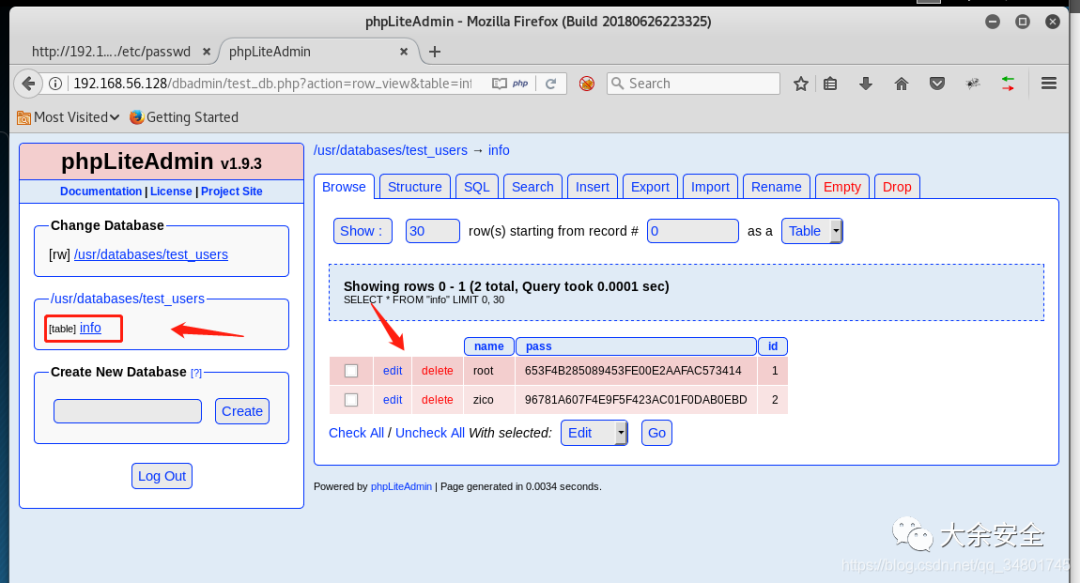 phpLiteAdmin - Mozilla Firefox (Build 20180626223325)
http://192.1.…/etc/passwd × phpLiteAdmin × +
192.168.56.128/dbadmin/test_db.php?action=row_view&table=inf php Search
Most Visited Getting Started
phpLiteAdmin v1.9.3
Documentation | License | Project Site
Change Database
[rw] /usr/databases/test_users
/usr/databases/test_users
[table] info
Create New Database [?]
Create
Log Out
/usr/databases/test_users → info
Browse Structure SQL Search Insert Export Import Rename Empty Drop
Show : 30 row(s) starting from record # 0 as a Table
Showing rows 0 - 1 (2 total, Query took 0.0001 sec)
SELECT * FROM "info" LIMIT 0, 30
name pass id
edit delete root 653F4B285089453FE00E2AAFAC573414 1
edit delete zico 96781A607F4E9F5F423AC01F0DAB0EBD 2
Check All / Uncheck All With selected: Edit Go
Powered by phpLiteAdmin | Page generated in 0.0034 seconds.
大余安全
https://blog.csdn.net/qq_34801745